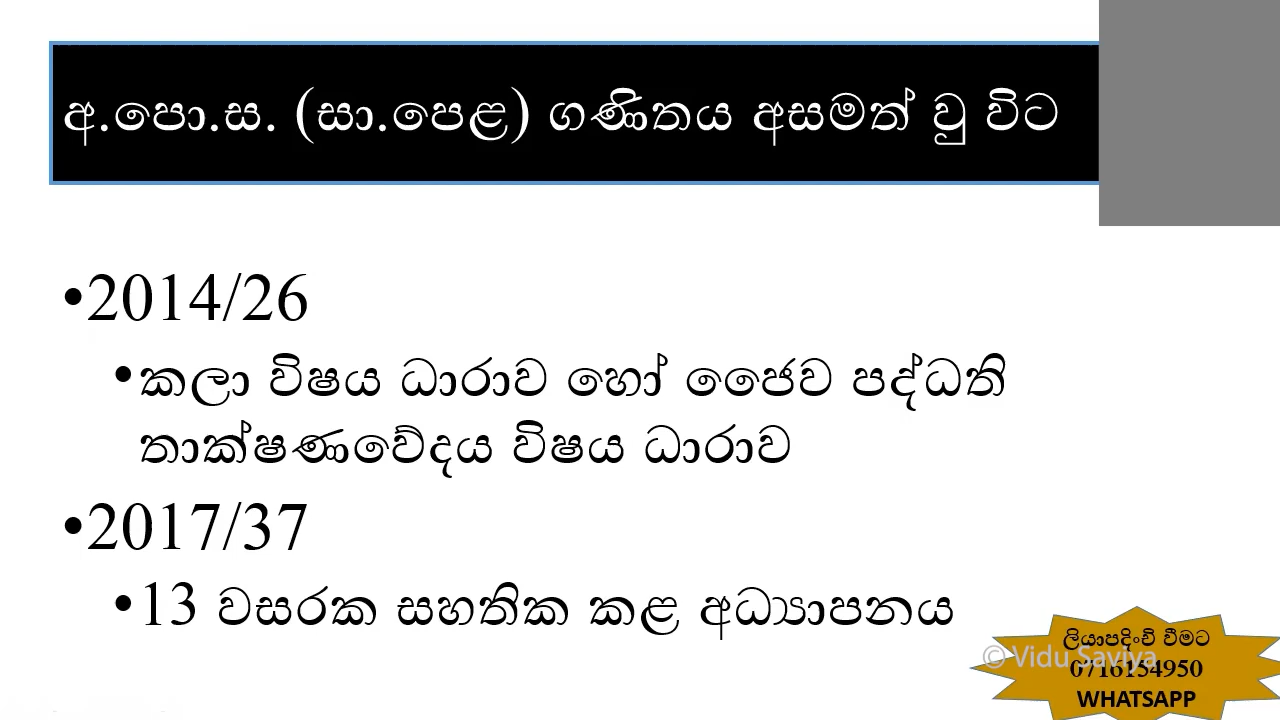 අ.පො.ස. (සා.පෙළ) ගණිතය අසමත් වු විට
•2014/26
•කලා විෂය ධාරාව හෝ ජෛව පද්ධති
තාක්ෂණවේදය විෂය ධාරාව
•2017/37
•13 වසරක සහතික කළ අධ්‍යාපනය
ලියාපදිංචි වීමට
© Vidu Saviya
0716154950
WHATSAPP